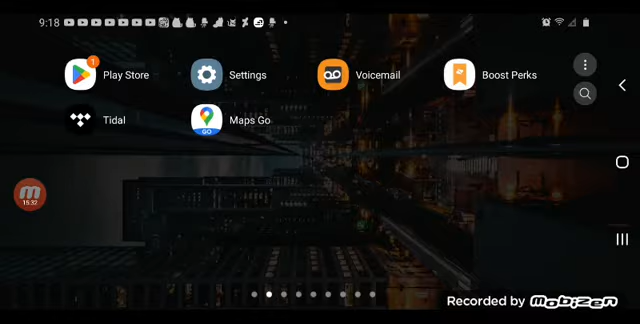 9:18
1
Play Store
Settings
Voicemail
Boost Perks
Tidal
GO
Maps Go
m
15:32
Recorded by mobizen